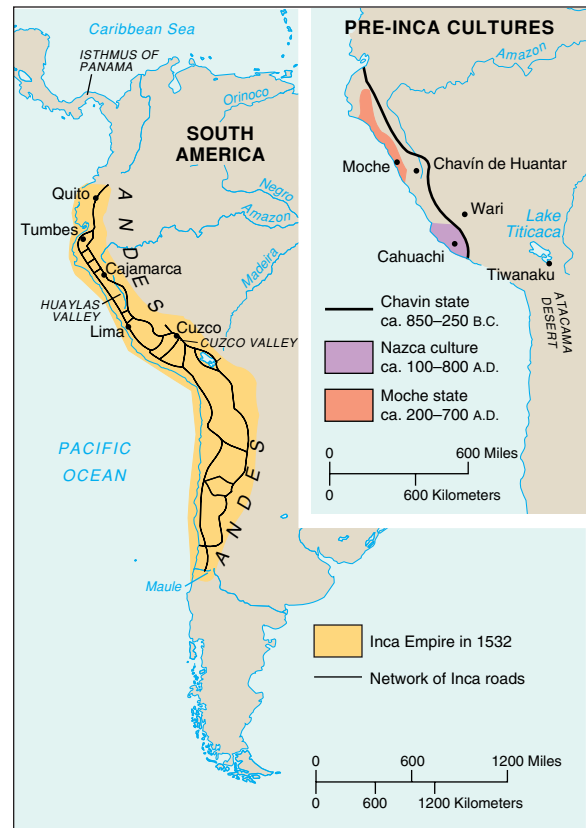 Caribbean Sea
ISTHMUS OF
PANAMA
Orinoco
SOUTH
AMERICA
Negro
Amazon
Madeira
Quito
Tumbes
Cajamarca
HUAYLAS
VALLEY
Lima
Cuzco
CUZCO VALLEY
ANDES
PACIFIC
OCEAN
ANDES
Maule
PRE-INCA CULTURES
Amazon
Moche
Chavín de Huantar
Wari
Lake
Titicaca
Cahuachi
Tiwanaku
ATACAMA
DESERT
Chavin state
ca. 850–250 B.C.
Nazca culture
ca. 100–800 A.D.
Moche state
ca. 200–700 A.D.
0 600 Miles
0 600 Kilometers
Inca Empire in 1532
Network of Inca roads
0 600 1200 Miles
0 600 1200 Kilometers